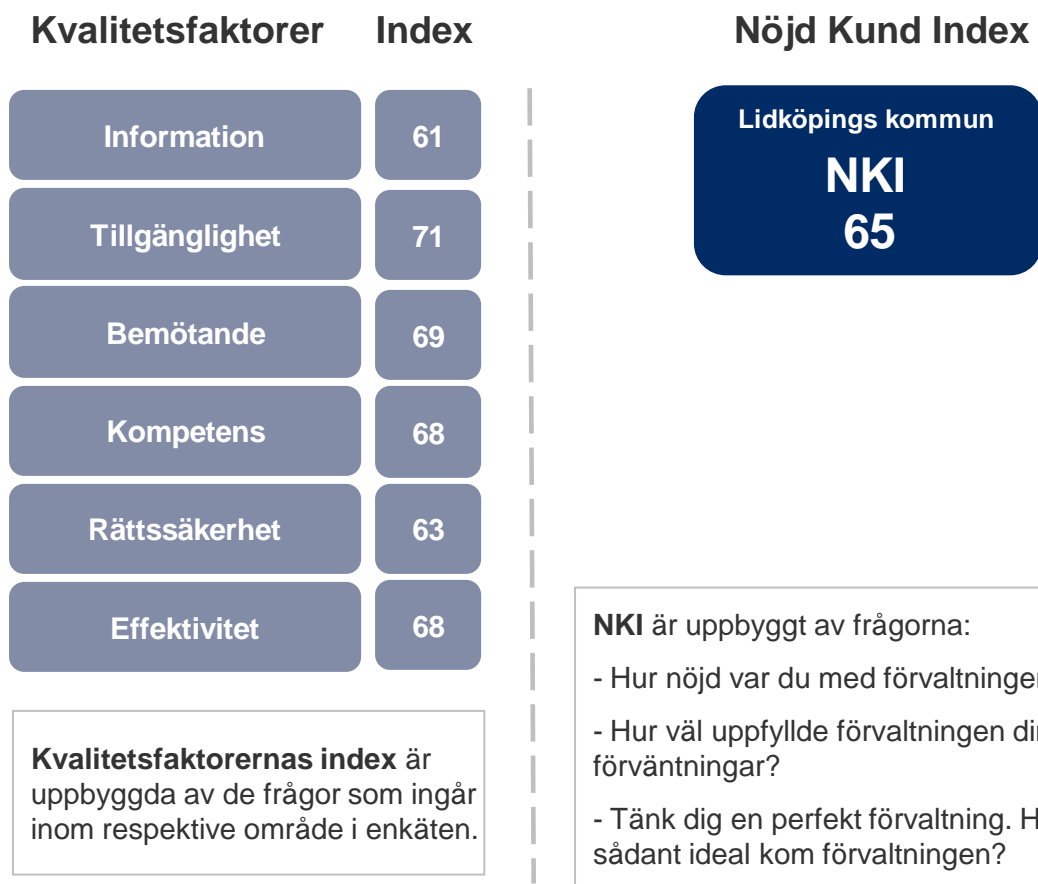 Kvalitetsfaktorer Index
Information 61
Tillgänglighet 71
Bemötande 69
Kompetens 68
Rättssäkerhet 63
Effektivitet 68
Kvalitetsfaktorernas index är
uppbyggda av de frågor som ingår
inom respektive område i enkäten.
Nöjd Kund Index
Lidköpings kommun
NKI
65
NKI är uppbyggt av frågorna:
- Hur nöjd var du med
- Hur väl uppfyllde förvaltningen
förväntningar?
- Tänk dig en perfekt förvaltning.
sådant ideal kom förvaltningen?